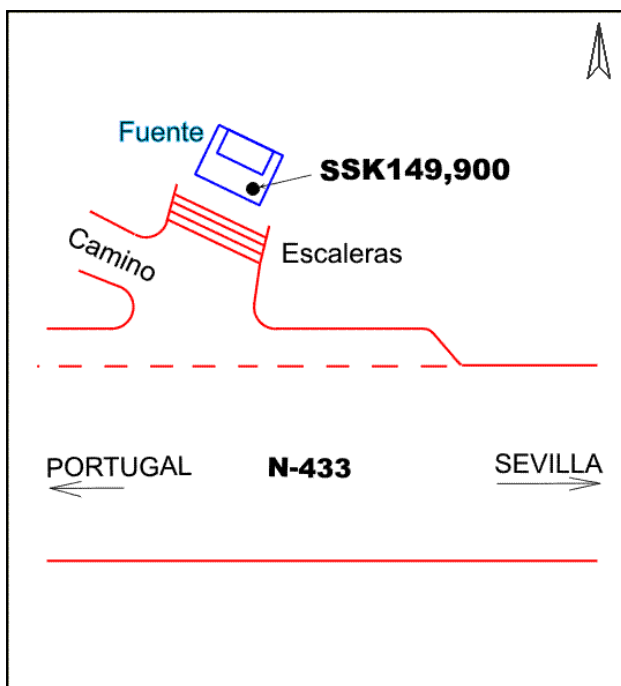 Fuente
SSK149,900
Camino
Escaleras
PORTUGAL
N-433
SEVILLA